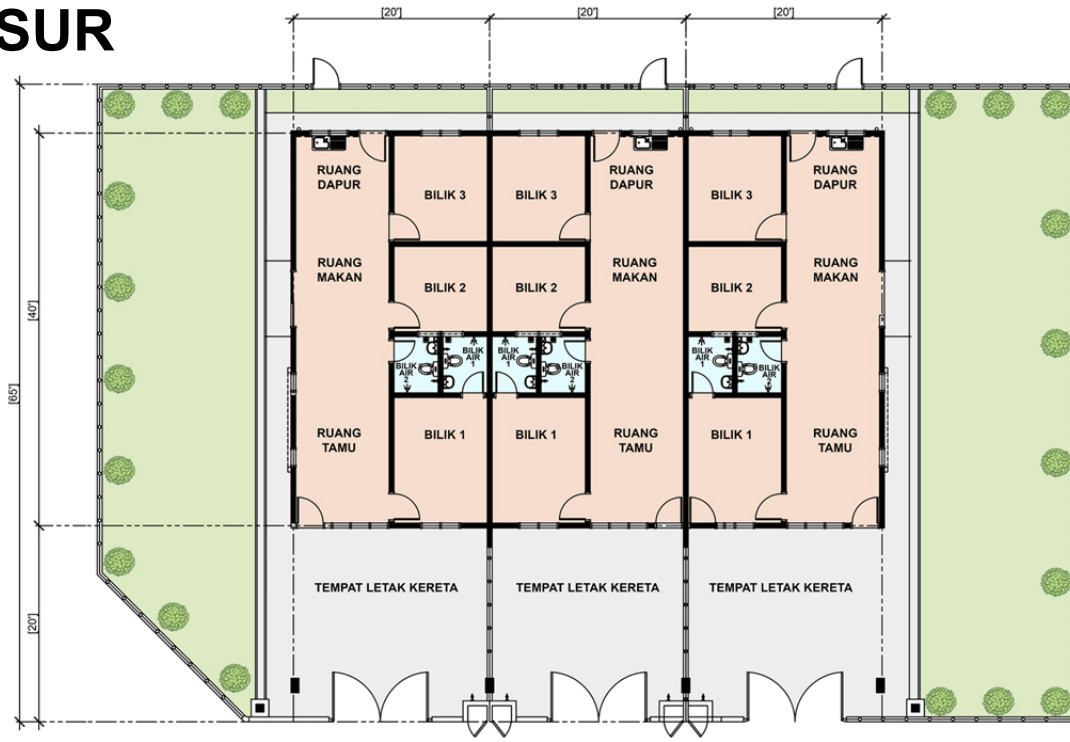 SUR
[20'] [20'] [20']
RUANG DAPUR
BILIK 3
BILIK 3
RUANG DAPUR
BILIK 3
RUANG DAPUR
RUANG MAKAN
BILIK 2
BILIK 2
RUANG MAKAN
BILIK 2
RUANG MAKAN
[40']
[65']
BILIK AIR 2
BILIK AIR 1
BILIK AIR 1
BILIK AIR 2
BILIK AIR 1
BILIK AIR 2
RUANG TAMU
BILIK 1
BILIK 1
RUANG TAMU
BILIK 1
RUANG TAMU
TEMPAT LETAK KERETA
TEMPAT LETAK KERETA
TEMPAT LETAK KERETA
[20']